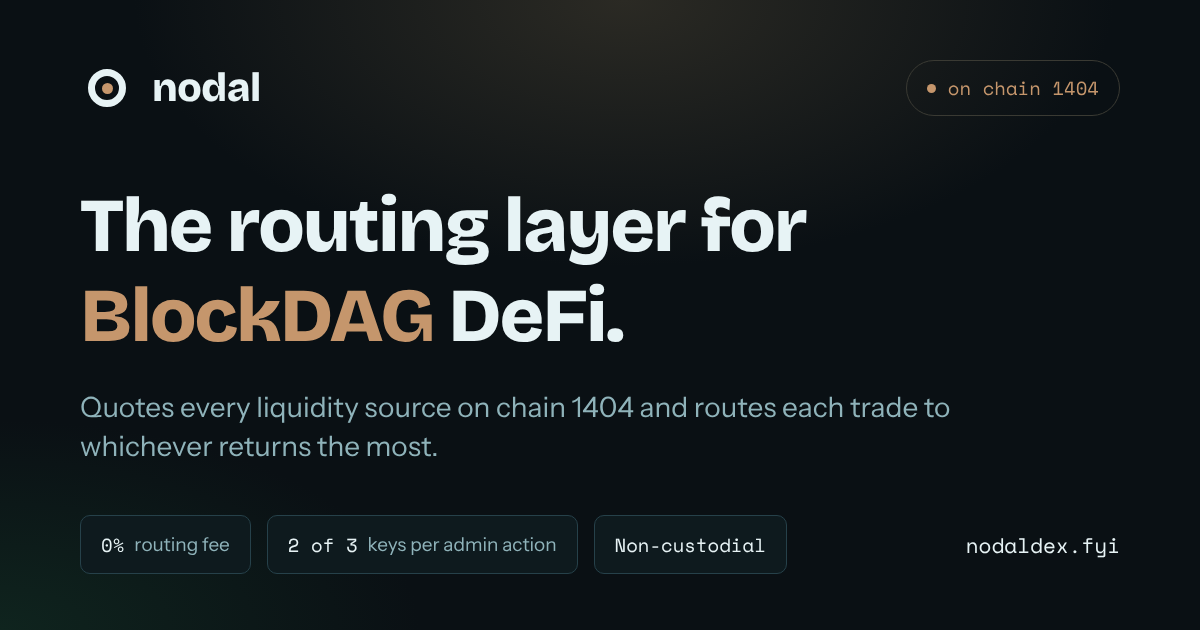 nodal
on chain 1404
The routing layer for
BlockDAG DeFi.
Quotes every liquidity source on chain 1404 and routes each trade to
whichever returns the most.
0% routing fee
2 of 3 keys per admin action
Non-custodial
nodaldex.fyi